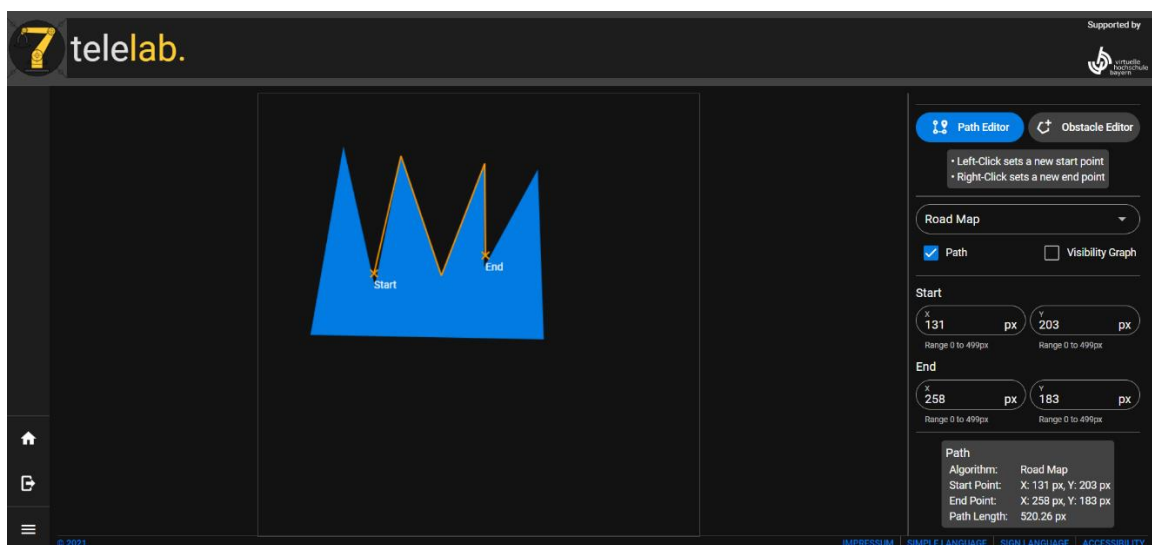 Supported by
7 telelab.
virtuelle
hochschule
bayern
Path Editor
Obstacle Editor
• Left-Click sets a new start point
• Right-Click sets a new end point
Road Map
Path
Visibility Graph
Start
End
Start
X
131 px
Y
203 px
Range 0 to 499px
Range 0 to 499px
End
X
258 px
Y
183 px
Range 0 to 499px
Range 0 to 499px
Path
Algorithm: Road Map
Start Point: X: 131 px, Y: 203 px
End Point: X: 258 px, Y: 183 px
Path Length: 520.26 px
© 2021
IMPRESSUM | SIMPLE LANGUAGE | SIGN LANGUAGE | ACCESSIBILITY